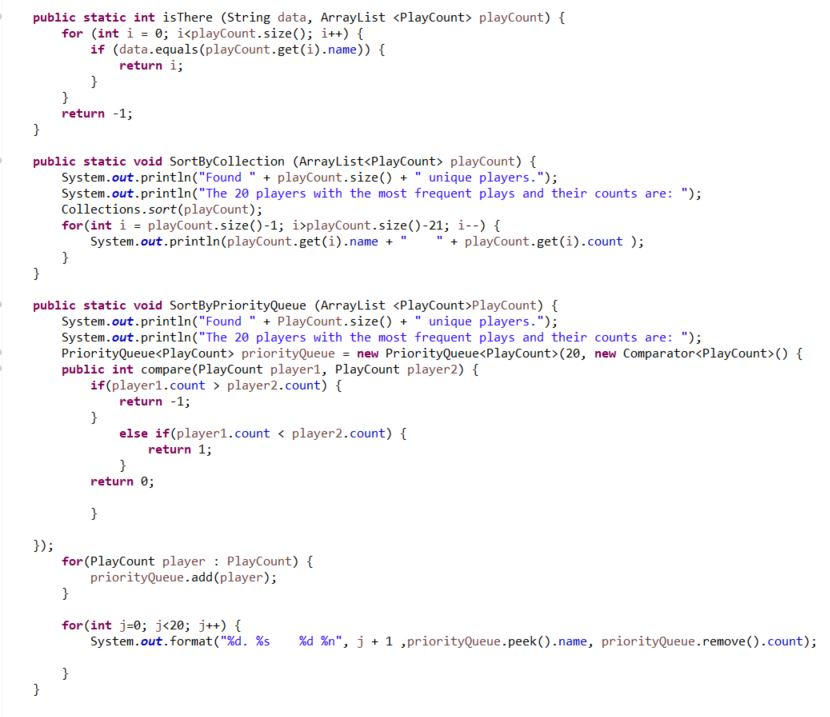 public static int isThere (String data, ArrayList <PlayCount> playCount) {
for (int i = 0; i<playCount.size(); i++) {
if (data.equals(playCount.get(i).name)) {
return i;
}
}
return -1;
}
public static void SortByCollection (ArrayList<PlayCount> playCount) {
System.out.println("Found " + playCount.size() + " unique players.");
System.out.println("The 20 players with the most frequent plays and their counts are: ");
Collections.sort(playCount);
for(int i = playCount.size()-1; i>playCount.size()-21; i--) {
System.out.println(playCount.get(i).name + "    " + playCount.get(i).count );
}
}
public static void SortByPriorityQueue (ArrayList <PlayCount>PlayCount) {
System.out.println("Found " + PlayCount.size() + " unique players.");
System.out.println("The 20 players with the most frequent plays and their counts are: ");
PriorityQueue<PlayCount> priorityQueue = new PriorityQueue<PlayCount>(20, new Comparator<PlayCount>() {
public int compare(PlayCount player1, PlayCount player2) {
if(player1.count > player2.count) {
return -1;
}
else if(player1.count < player2.count) {
return 1;
}
return 0;
}
});
for(PlayCount player : PlayCount) {
priorityQueue.add(player);
}
for(int j=0; j<20; j++) {
System.out.format("%d. %s    %d %n", j + 1 ,priorityQueue.peek().name, priorityQueue.remove().count);
}
}